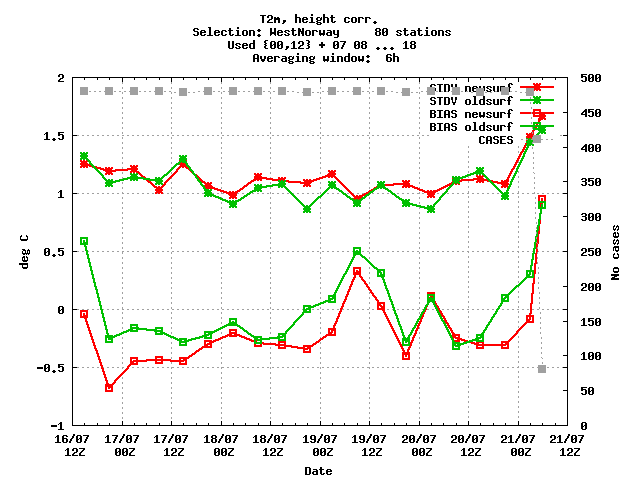 T2m, height corr.
Selection: WestNorway     80 stations
Used {00,12} + 07 08 ... 18
Averaging window:  6h
STDV newsurf
STDV oldsurf
BIAS newsurf
BIAS oldsurf
CASES
2
1.5
1
0.5
0
-0.5
-1
deg C
500
450
400
350
300
250
200
150
100
50
0
No cases
16/07 17/07 17/07 18/07 18/07 19/07 19/07 20/07 20/07 21/07 21/07
12Z 00Z 12Z 00Z 12Z 00Z 12Z 00Z 12Z 00Z 12Z
Date